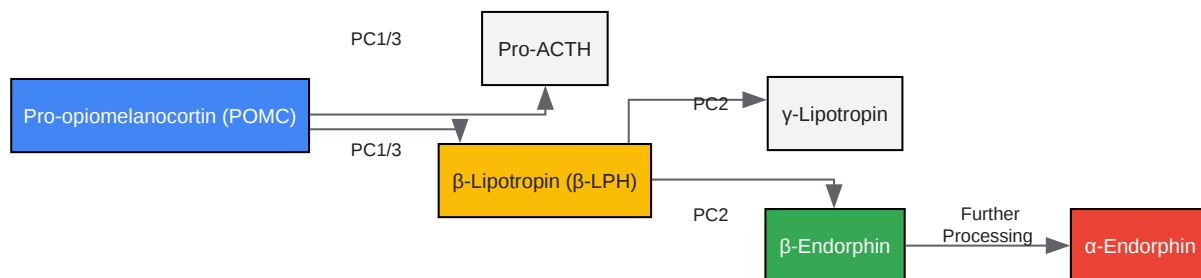 PC1/3
Pro-ACTH
Pro-opiomelanocortin (POMC)
PC2
γ-Lipotropin
PC1/3
β-Lipotropin (β-LPH)
PC2
Further
Processing
β-Endorphin
α-Endorphin